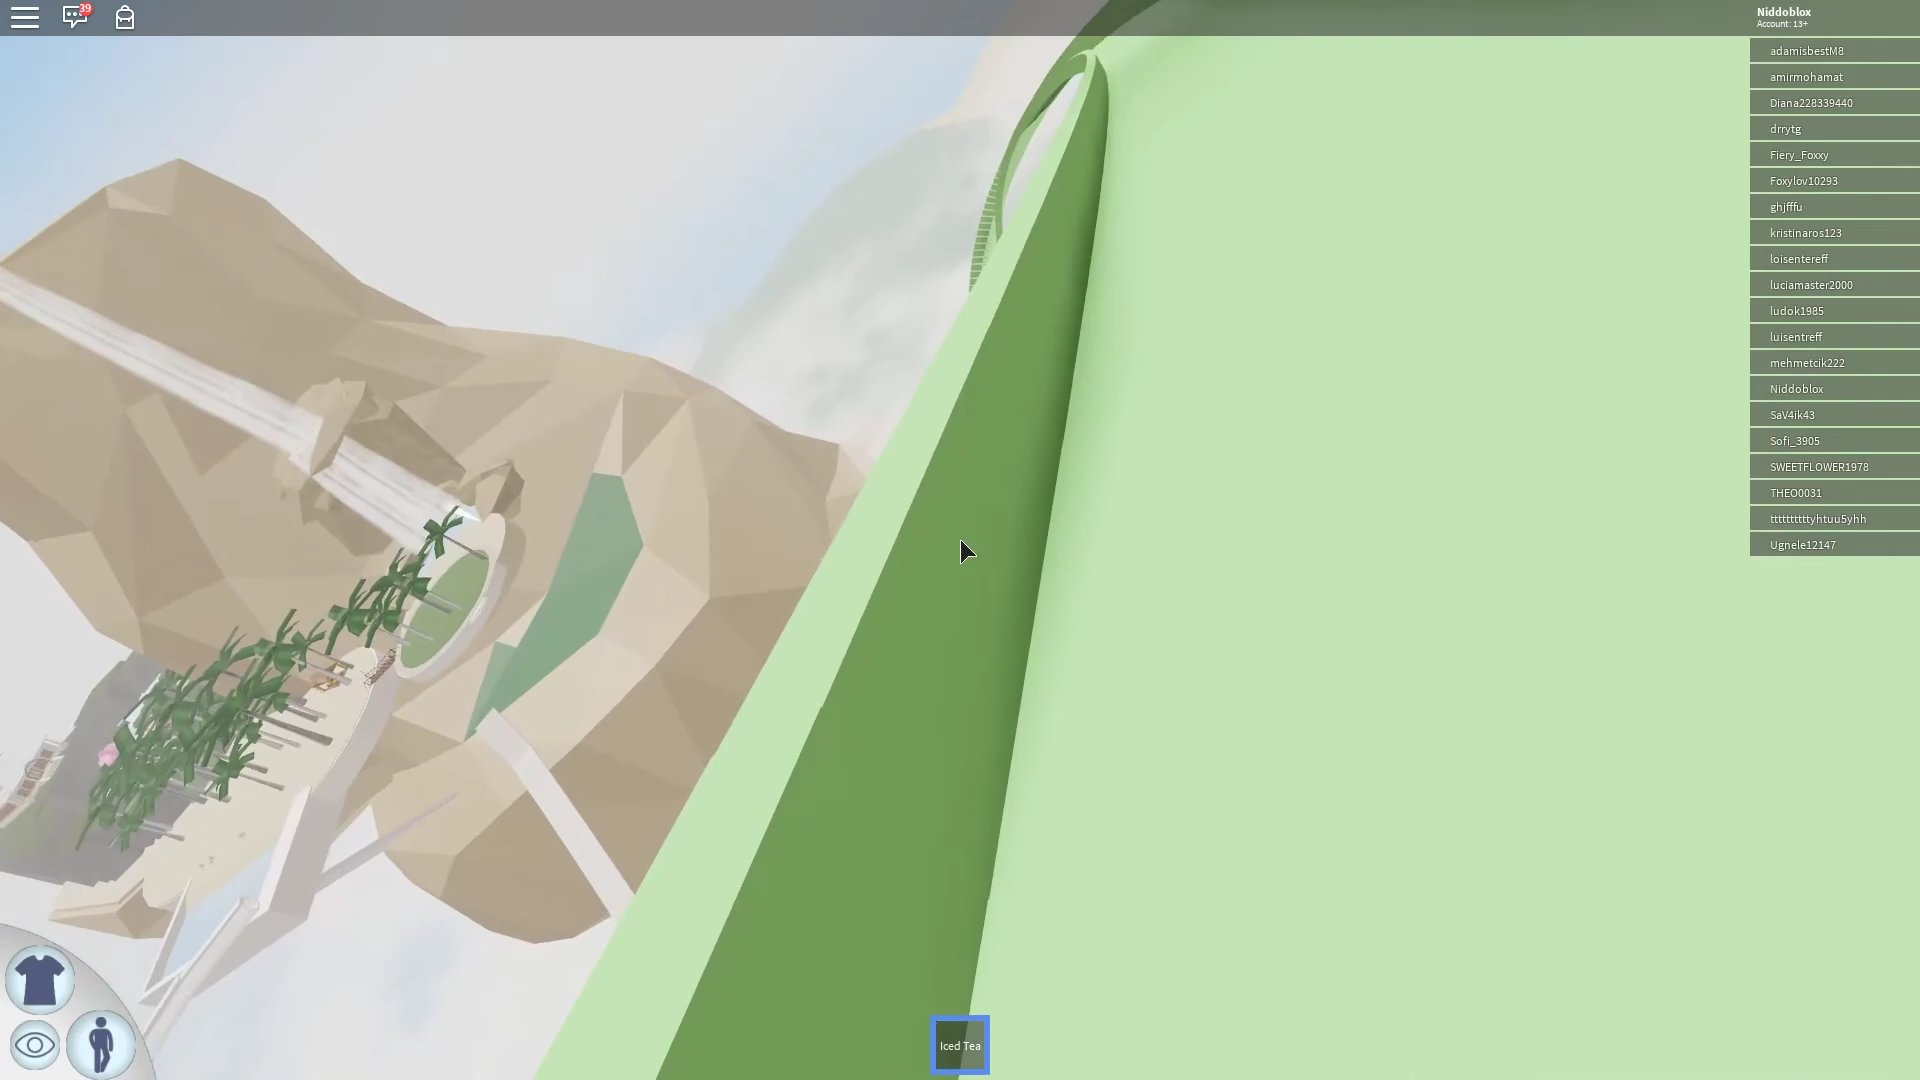 39
Niddoblox
Account: 13+
adamisbestM8
amirmohamat
Diana228339440
drrytg
Fiery_Foxxy
Foxylov10293
ghjfffu
kristinaros123
loisentereff
luciamaster2000
ludok1985
luisentreff
mehmetcik222
Niddoblox
SaV4ik43
Sofi_3905
SWEETFLOWER1978
THEO0031
ttttttttttyhtuu5yhh
Ugnele12147
Iced Tea